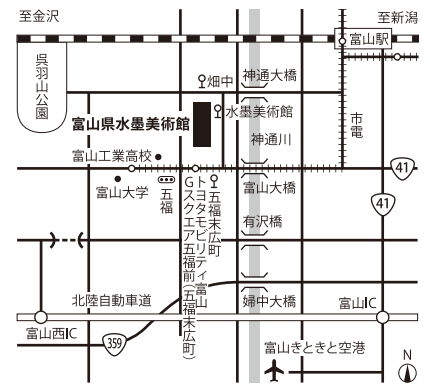 至金沢
至新潟
富山駅
呉羽山公園
畑中
神通大橋
水墨美術館
富山県水墨美術館
市電
神通川
富山工業高校
41
富山大学
五福
トヨタモビリティ富山
Gスクエア五福前(五福末広町)
五福末広町
富山大橋
41
有沢橋
北陸自動車道
婦中大橋
富山IC
富山西IC
359
富山きときと空港
N